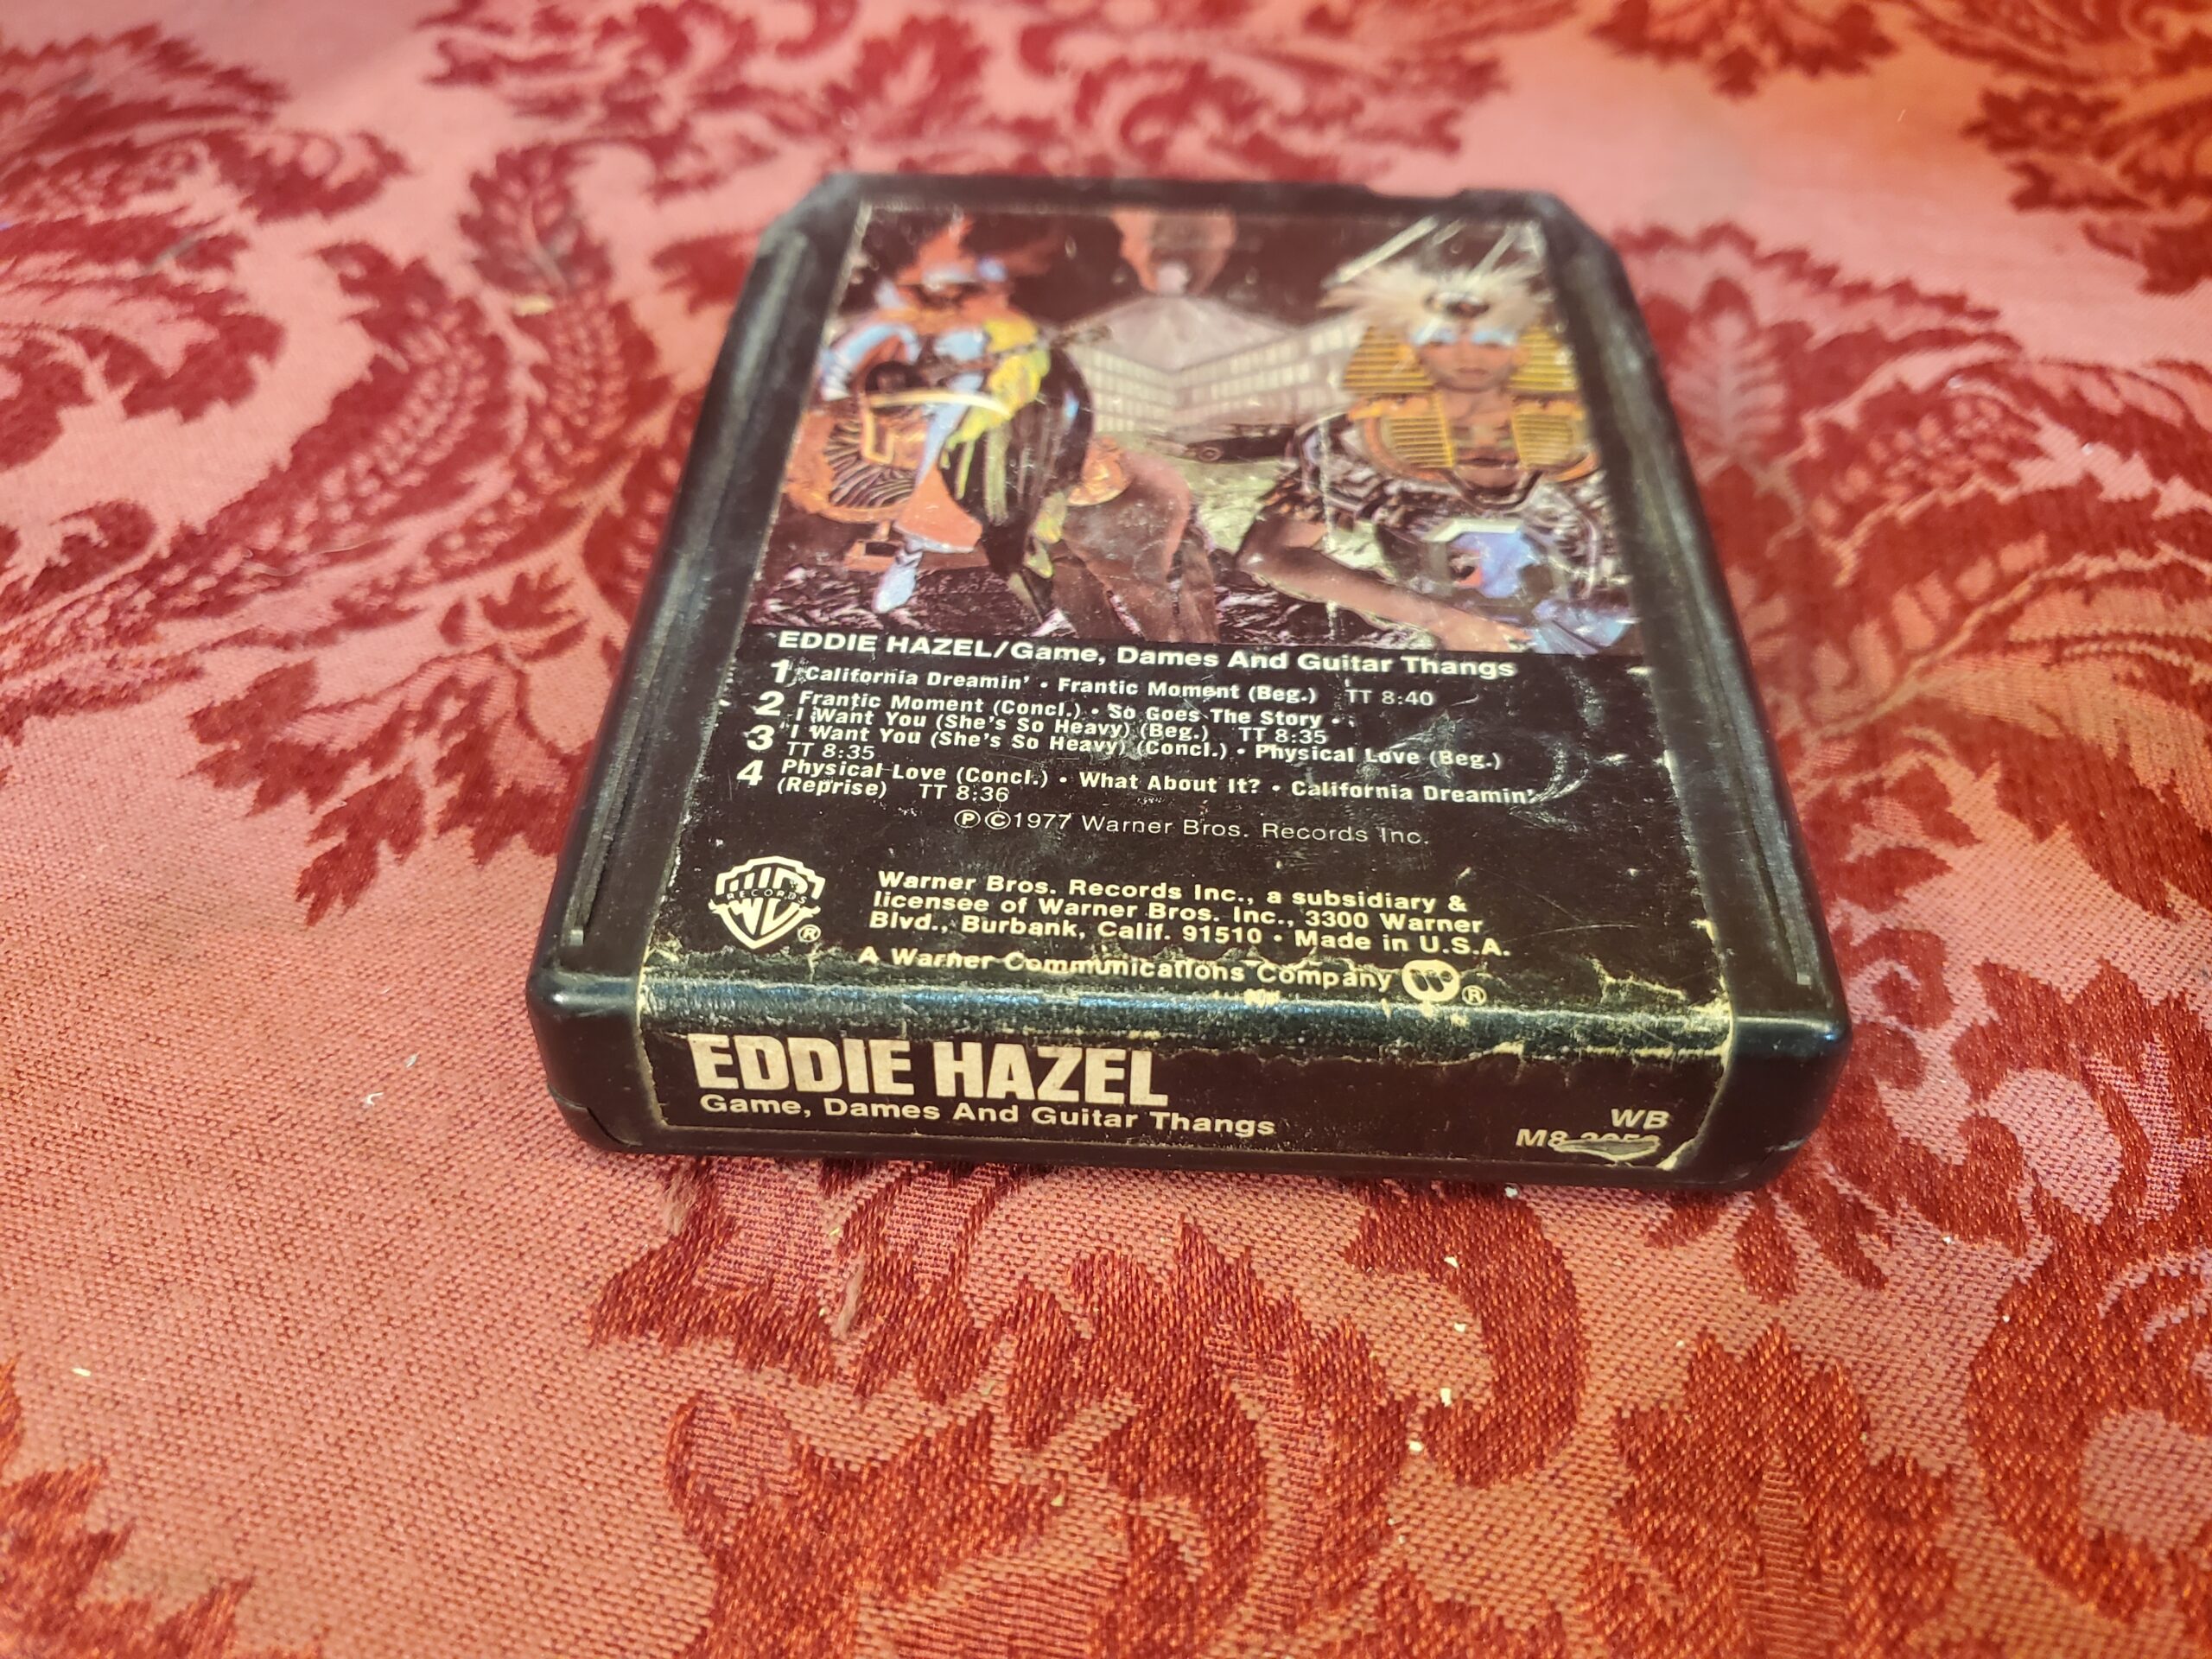 EDDIE HAZEL/Game, Dames And Guitar Thangs
1 California Dreamin' • Frantic Moment (Beg.) TT 8:40
2 Frantic Moment (Concl.) • So Goes The Story •
I Want You (She's So Heavy) (Beg.) TT 8:35
3 I Want You (She's So Heavy) (Concl.) • Physical Love (Beg.)
TT 8:35
4 Physical Love (Concl.) • What About It? • California Dreamin'
(Reprise) TT 8:36
℗©1977 Warner Bros. Records Inc.
RECORDS
®
Warner Bros. Records Inc., a subsidiary &
licensee of Warner Bros. Inc., 3300 Warner
Blvd., Burbank, Calif. 91510 • Made in U.S.A.
A Warner Communications Company ®
EDDIE HAZEL
Game, Dames And Guitar Thangs
WB
M8